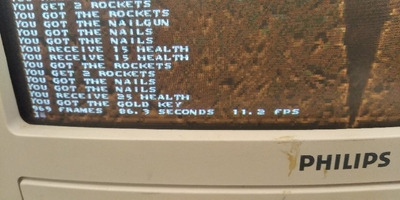 YOU GET 2 ROCKETS
YOU GOT THE ROCKETS
YOU GOT THE NAILGUN
YOU GOT THE NAILS
YOU GOT THE NAILS
YOU RECEIVE 15 HEALTH
YOU RECEIVE 15 HEALTH
YOU GOT THE ROCKETS
YOU GET 2 ROCKETS
YOU GOT THE NAILS
YOU GOT THE NAILS
YOU RECEIVE 25 HEALTH
YOU GOT THE GOLD KEY
969 FRAMES 86.3 SECONDS 11.2 FPS
PHILIPS